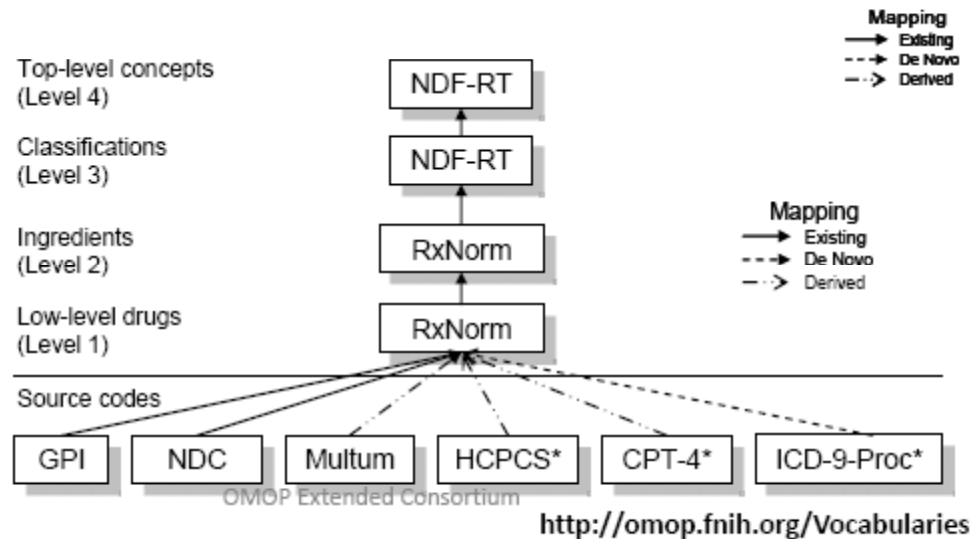 Mapping
Existing
De Novo
Derived
Top-level concepts
(Level 4)
NDF-RT
Classifications
(Level 3)
NDF-RT
Mapping
Existing
De Novo
Derived
Ingredients
(Level 2)
RxNorm
Low-level drugs
(Level 1)
RxNorm
Source codes
GPI NDC Multum HCPCS* CPT-4* ICD-9-Proc*
OMOP Extended Consortium
http://omop.fnih.org/Vocabularies